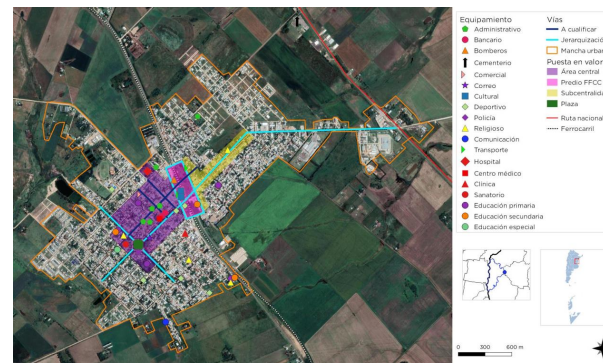 Equipamiento
Administrativo
Bancario
Bomberos
Cementerio
Comercial
Correo
Cultural
Deportivo
Policía
Religioso
Comunicación
Transporte
Hospital
Centro médico
Clínica
Sanatorio
Educación primaria
Educación secundaria
Educación especial
Vías
A cualificar
Jerarquizació
Mancha urban
Puesta en valor
Área central
Predio FFCC
Subcentralida
Plaza
Ruta nacional
Ferrocarril
0 300 600 m